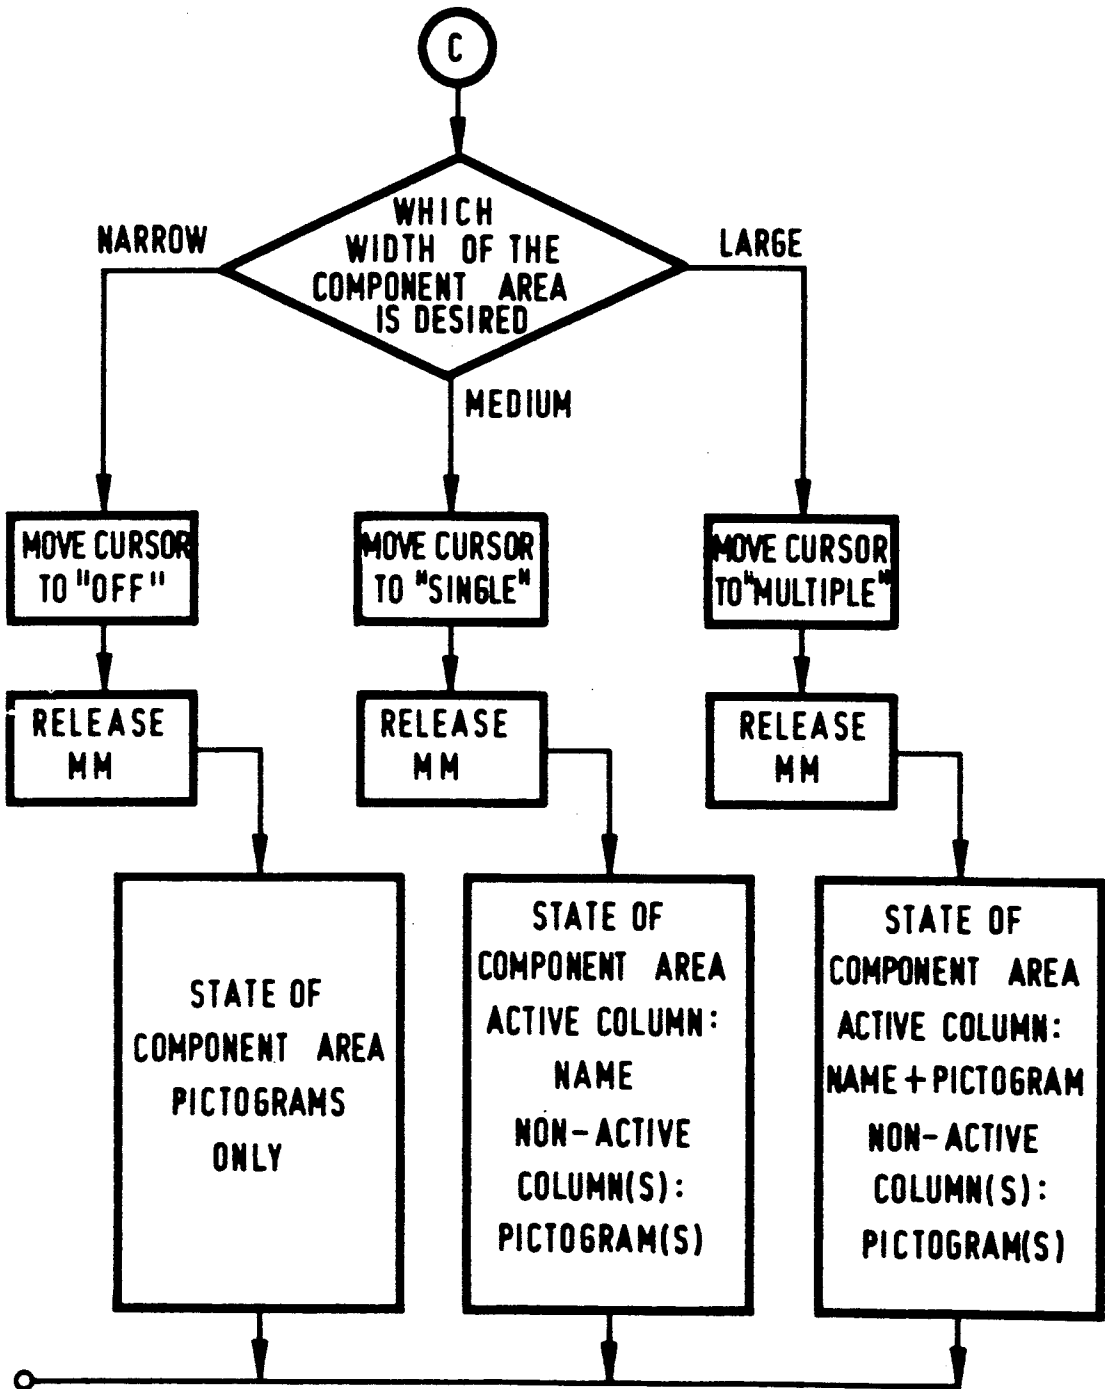 C
WHICH
WIDTH OF THE
COMPONENT AREA
IS DESIRED
NARROW
LARGE
MEDIUM
MOVE CURSOR
TO "OFF"
MOVE CURSOR
TO "SINGLE"
MOVE CURSOR
TO "MULTIPLE"
RELEASE
MM
RELEASE
MM
RELEASE
MM
STATE OF
COMPONENT AREA
PICTOGRAMS
ONLY
STATE OF
COMPONENT AREA
ACTIVE COLUMN:
NAME
NON-ACTIVE
COLUMN(S):
PICTOGRAM(S)
STATE OF
COMPONENT AREA
ACTIVE COLUMN:
NAME + PICTOGRAM
NON-ACTIVE
COLUMN(S):
PICTOGRAM(S)